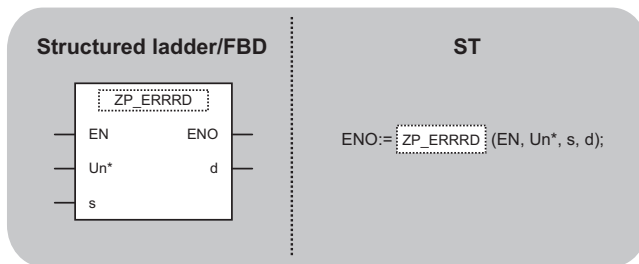 Structured ladder/FBD
ZP_ERRRD
EN ENO
Un* d
s
ST
ENO:= ZP_ERRRD (EN, Un*, s, d);